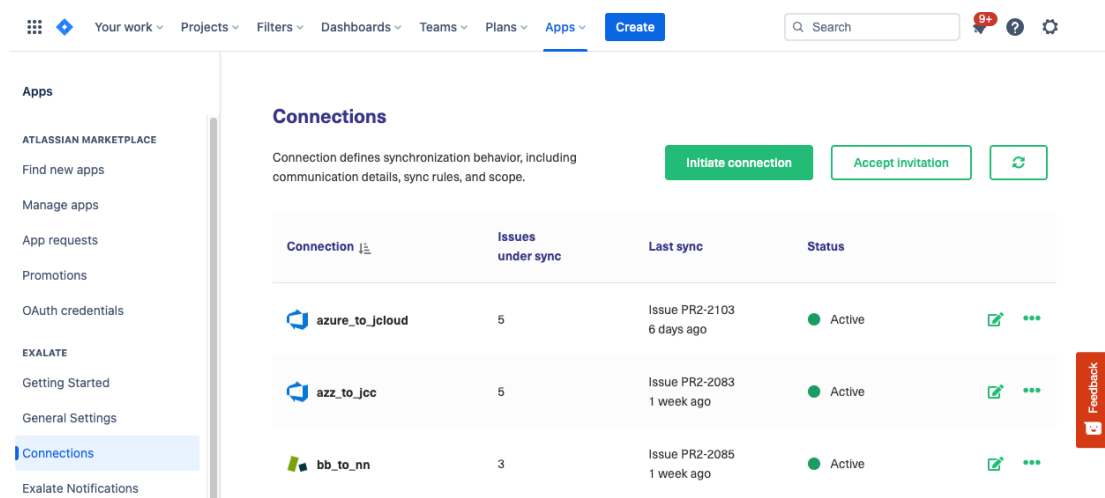 Your work Projects Filters Dashboards Teams Plans Apps Create Search 9+
Apps
ATLASSIAN MARKETPLACE
Find new apps
Manage apps
App requests
Promotions
OAuth credentials
EXALATE
Getting Started
General Settings
Connections
Exalate Notifications
Connections
Connection defines synchronization behavior, including
communication details, sync rules, and scope.
Initiate connection Accept invitation
Connection Issues under sync Last sync Status
azure_to_jcloud 5 Issue PR2-2103 Active
6 days ago
azz_to_jcc 5 Issue PR2-2083 Active
1 week ago
bb_to_nn 3 Issue PR2-2085 Active
1 week ago
Feedback